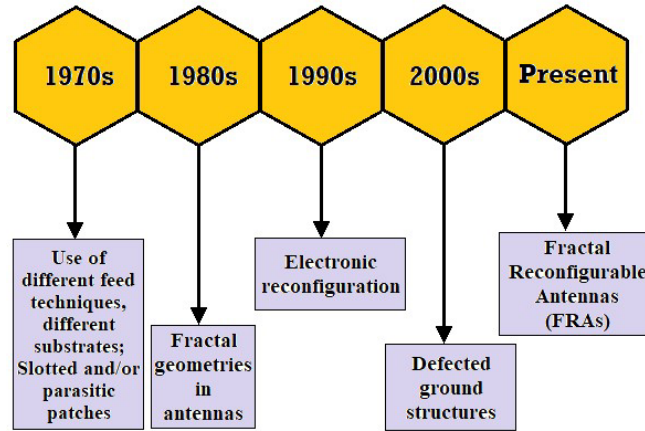 1970s
1980s
1990s
2000s
Present
Use of
different feed
techniques,
different
substrates;
Slotted and/or
parasitic
patches
Fractal
geometries
in
antennas
Electronic
reconfiguration
Defected
ground
structures
Fractal
Reconfigurable
Antennas
(FRAs)